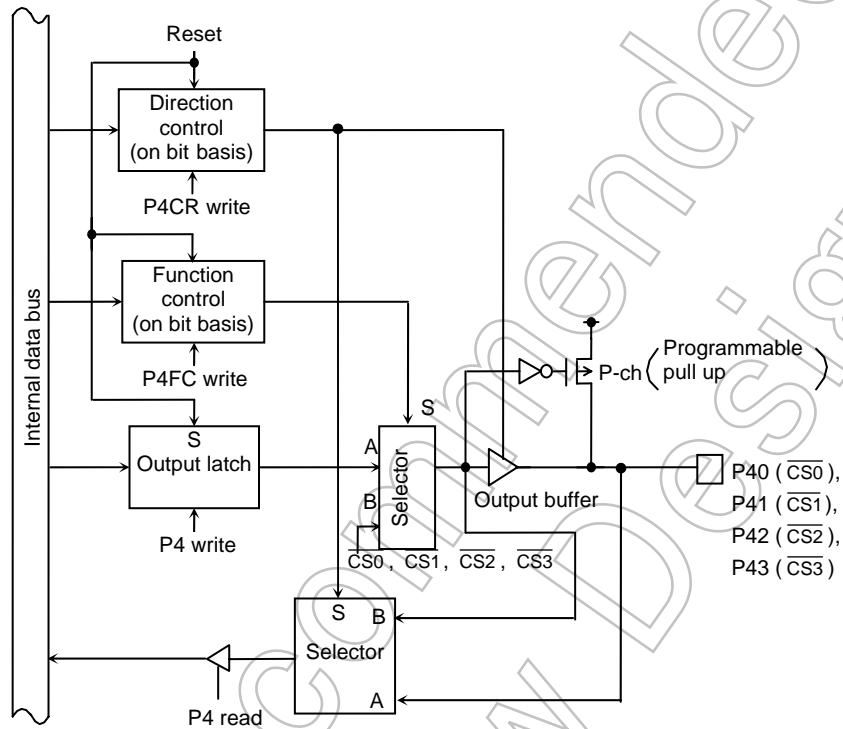 Reset
Direction
control
(on bit basis)
P4CR write
Function
control
(on bit basis)
P4FC write
Internal data bus
S
Output latch
P4 write
S
A
B
Selector
CS0, CS1, CS2, CS3
Output buffer
P-ch (Programmable
pull up)
P40 (CS0),
P41 (CS1),
P42 (CS2),
P43 (CS3)
S
B
Selector
A
P4 read